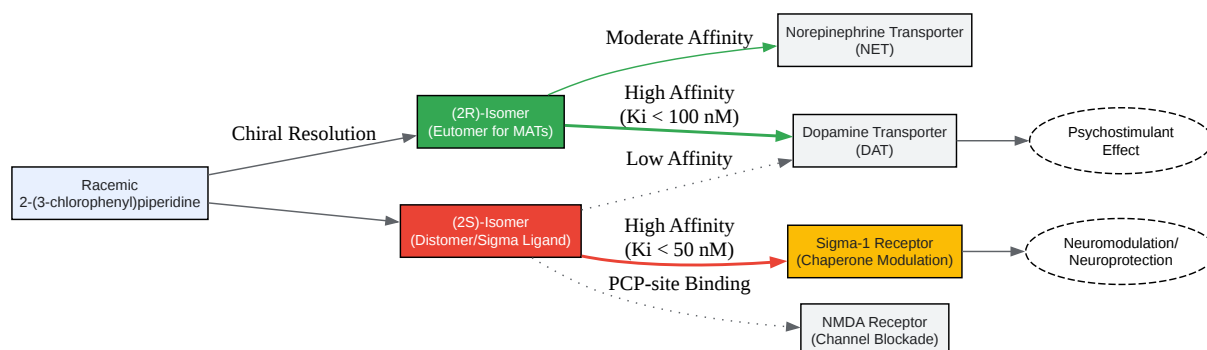 Moderate Affinity
Norepinephrine Transporter
(NET)
(2R)-Isomer
(Eutomer for MATs)
High Affinity
(Ki < 100 nM)
Chiral Resolution
Dopamine Transporter
(DAT)
Psychostimulant
Effect
Low Affinity
Racemic
2-(3-chlorophenyl)piperidine
(2S)-Isomer
(Distomer/Sigma Ligand)
High Affinity
(Ki < 50 nM)
Sigma-1 Receptor
(Chaperone Modulation)
Neuromodulation/
Neuroprotection
PCP-site Binding
NMDA Receptor
(Channel Blockade)